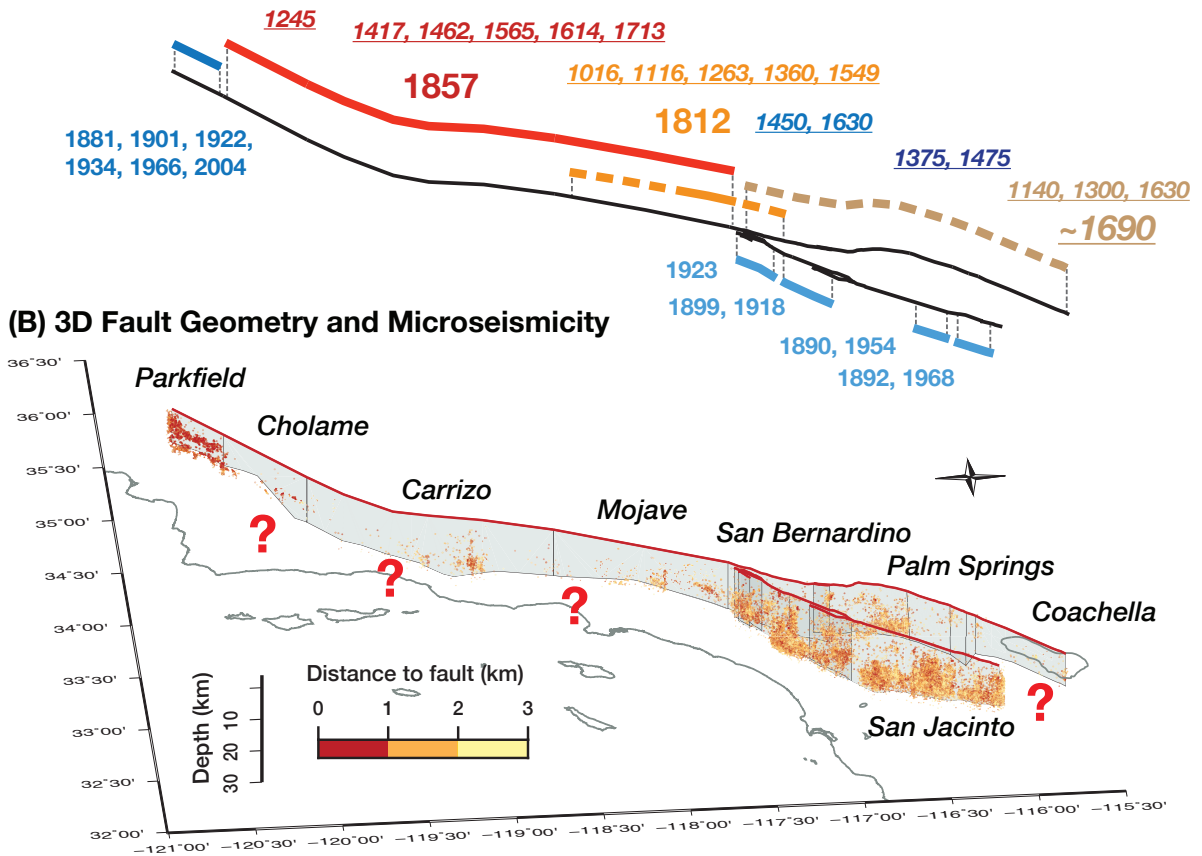 1245
1417, 1462, 1565, 1614, 1713
1016, 1116, 1263, 1360, 1549
1857
1812
1450, 1630
1881, 1901, 1922,
1934, 1966, 2004
1375, 1475
1140, 1300, 1630
~1690
1923
1899, 1918
1890, 1954
1892, 1968
(B) 3D Fault Geometry and Microseismicity
36˚30'
36˚00'
35˚30'
35˚00'
34˚30'
34˚00'
33˚30'
33˚00'
32˚30'
32˚00'
Parkfield
Cholame
Carrizo
Mojave
San Bernardino
Palm Springs
Coachella
San Jacinto
?
?
?
?
Distance to fault (km)
0 1 2 3
Depth (km)
10
20
30
−121˚00' −120˚30' −120˚00' −119˚30' −119˚00' −118˚30' −118˚00' −117˚30' −117˚00' −116˚30' −116˚00' −115˚30'